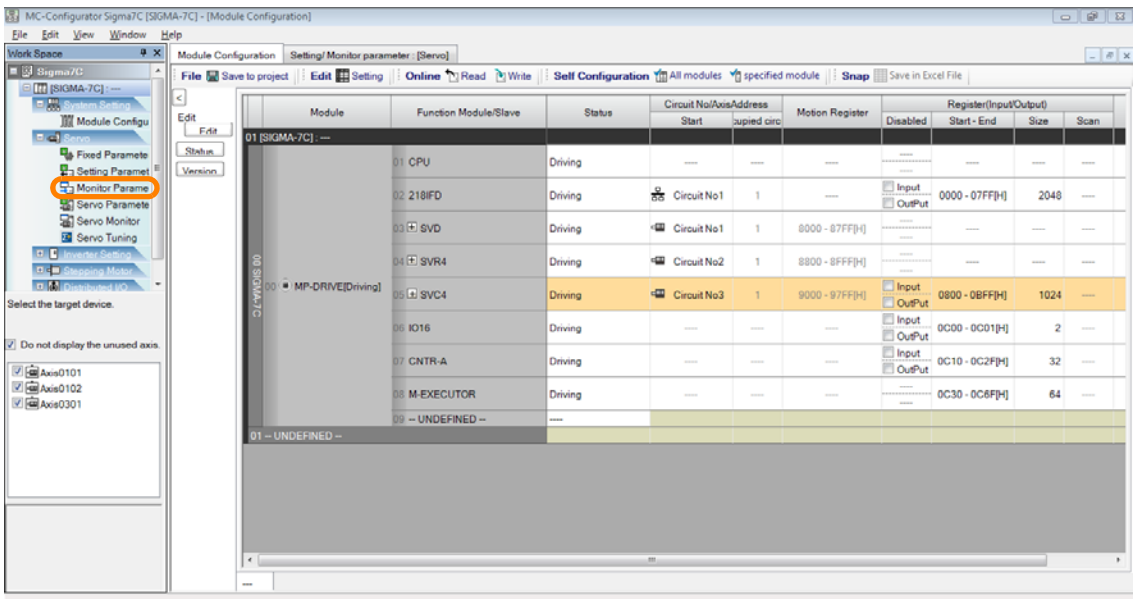 MC-Configurator Sigma7C [SIGMA-7C] - [Module Configuration]
File Edit View Window Help
Work Space
Module Configuration Setting/ Monitor parameter : [Servo]
File Save to project Edit Setting Online Read Write Self Configuration All modules specified module Snap Save in Excel File
Sigma7C
[SIGMA-7C] : ---
System Setting
Module Configu
Servo
Fixed Paramete
Setting Paramet
Monitor Parame
Servo Paramete
Servo Monitor
Servo Tuning
Inverter Setting
Stepping Motor
Distributed I/O
Select the target device.
Do not display the unused axis.
Axis0101
Axis0102
Axis0301
<
Edit
Edit
Status
Version
Module Function Module/Slave Status Circuit No/AxisAddress Motion Register Register(Input/Output)
Start cupied circ Disabled Start - End Size Scan
01 [SIGMA-7C] : ---
00 SIGMA-7C
00 MP-DRIVE[Driving]
01 CPU Driving ---- ---- ---- ---- ---- ---- ---- ----
02 218IFD Driving Circuit No1 1 ---- Input OutPut 0000 - 07FF[H] 2048 ----
03 SVD Driving Circuit No1 1 8000 - 87FF[H] ---- ---- ---- ---- ----
04 SVR4 Driving Circuit No2 1 8800 - 8FFF[H] ---- ---- ---- ---- ----
05 SVC4 Driving Circuit No3 1 9000 - 97FF[H] Input OutPut 0800 - 0BFF[H] 1024 ----
06 IO16 Driving ---- ---- ---- Input OutPut 0C00 - 0C01[H] 2 ----
07 CNTR-A Driving ---- ---- ---- Input OutPut 0C10 - 0C2F[H] 32 ----
08 M-EXECUTOR Driving ---- ---- ---- ---- ---- 0C30 - 0C6F[H] 64 ----
09 -- UNDEFINED -- ----
01 -- UNDEFINED --
----